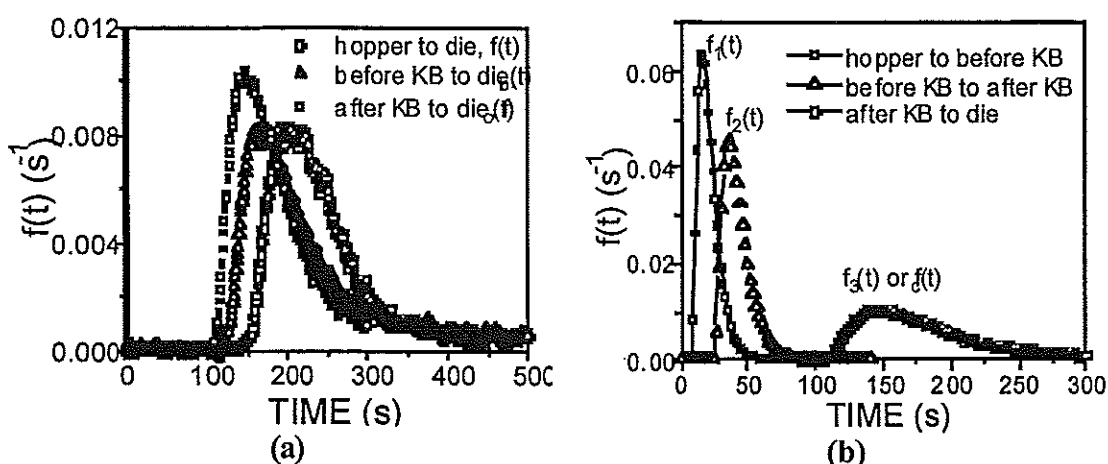 0.012
0.008
0.004
0.000
f(t) (s⁻¹)
hopper to die, f(t)
before KB to die_B(t)
after KB to die_C(f)
0 100 200 300 400 500
TIME (s)
(a)
0.06
0.04
0.02
0.00
f(t) (s⁻¹)
f₁(t)
f₂(t)
hopper to before KB
before KB to after KB
after KB to die
f₃(t) or f(t)
0 50 100 150 200 250 300
TIME (s)
(b)